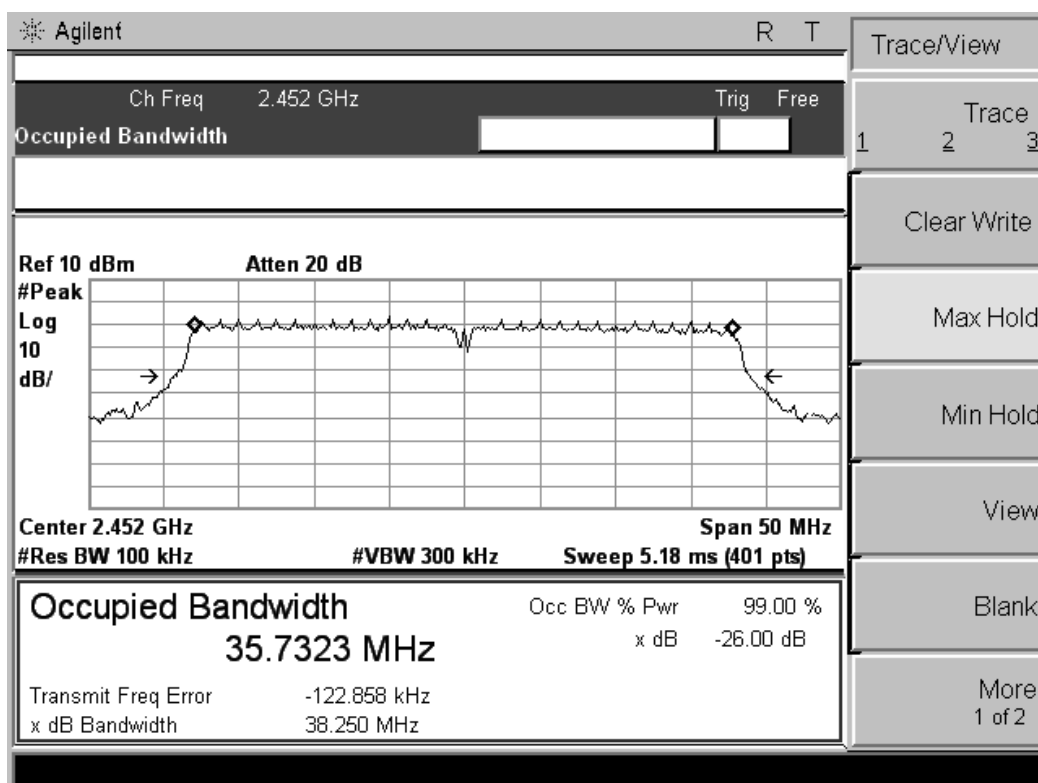 Agilent R T
Ch Freq 2.452 GHz Trig Free
Occupied Bandwidth
Ref 10 dBm Atten 20 dB
#Peak
Log
10
dB/
Center 2.452 GHz Span 50 MHz
#Res BW 100 kHz #VBW 300 kHz Sweep 5.18 ms (401 pts)
Occupied Bandwidth Occ BW % Pwr 99.00 %
35.7323 MHz x dB -26.00 dB
Transmit Freq Error -122.858 kHz
x dB Bandwidth 38.250 MHz
Trace/View
Trace
1 2 3
Clear Write
Max Hold
Min Hold
View
Blank
More
1 of 2